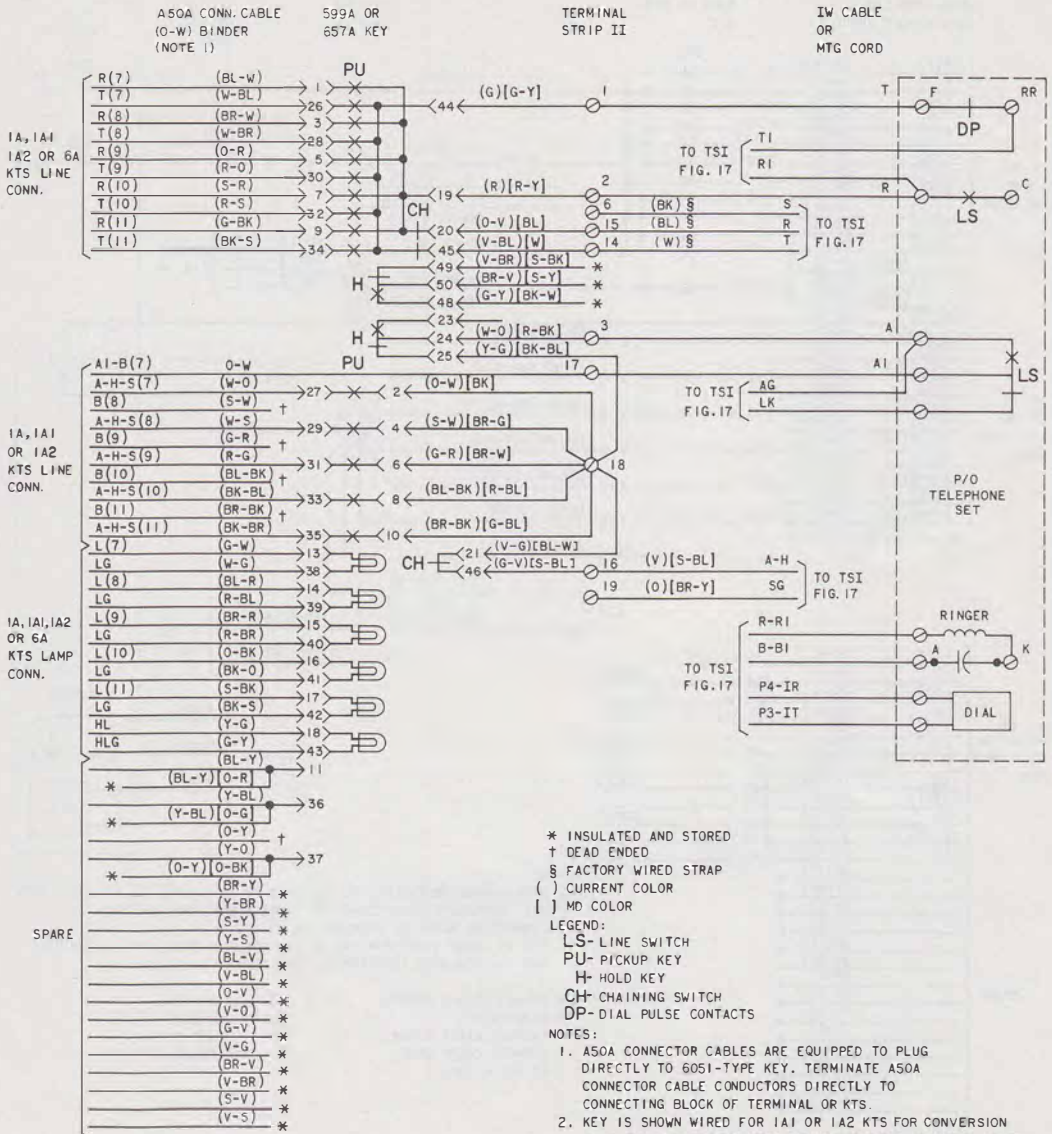 A50A CONN. CABLE
(O-W) BINDER
(NOTE 1)
599A OR
657A KEY
TERMINAL
STRIP II
IW CABLE
OR
MTG CORD
PU
1A, 1A1
1A2 OR 6A
KTS LINE
CONN.
R(7) (BL-W) 1
T(7) (W-BL) 26
R(8) (BR-W) 3
T(8) (W-BR) 28
R(9) (O-R) 5
T(9) (R-O) 30
R(10) (S-R) 7
T(10) (R-S) 32
R(11) (G-BK) 9
T(11) (BK-S) 34
CH
44 (G)[G-Y] 1
19 (R)[R-Y] 2
6 (BK) § S
20 (O-V)[BL] 15 (BL) § R
45 (V-BL)[W] 14 (W) § T
TO TSI
FIG. 17
49 (V-BR)[S-BK] *
H 50 (BR-V)[S-Y] *
48 (G-Y)[BK-W] *
23
H 24 (W-O)[R-BK] 3
25 (Y-G)[BK-BL]
T F RR
DP
TO TSI
FIG. 17
T1
R1
R C
LS
A
A1
LS
TO TSI
FIG.17
AG
LK
P/O
TELEPHONE
SET
1A, 1A1
OR 1A2
KTS LINE
CONN.
PU
A1-B(7) O-W 17
A-H-S(7) (W-O) 27 2 (O-W)[BK]
B(8) (S-W) †
A-H-S(8) (W-S) 29 4 (S-W)[BR-G]
B(9) (G-R) †
A-H-S(9) (R-G) 31 6 (G-R)[BR-W] 18
B(10) (BL-BK) †
A-H-S(10) (BK-BL) 33 8 (BL-BK)[R-BL]
B(11) (BR-BK) †
A-H-S(11) (BK-BR) 35 10 (BR-BK)[G-BL]
CH 21 (V-G)[BL-W]
46 (G-V)[S-BL] 16 (V)[S-BL] A-H
19 (O)[BR-Y] SG
TO TSI
FIG.17
1A, 1A1, 1A2
OR 6A
KTS LAMP
CONN.
L(7) (G-W) 13
LG (W-G) 38
L(8) (BL-R) 14
LG (R-BL) 39
L(9) (BR-R) 15
LG (R-BR) 40
L(10) (O-BK) 16
LG (BK-O) 41
L(11) (S-BK) 17
LG (BK-S) 42
HL (Y-G) 18
HLG (G-Y) 43
TO TSI
FIG.17
R-R1
B-B1
P4-IR
P3-IT
RINGER
A K
DIAL
SPARE
(BL-Y) 11
* (BL-Y)[O-R]
(Y-BL) 36
* (Y-BL)[O-G]
(O-Y) †
(Y-O) 37
* (O-Y)[O-BK]
(BR-Y) *
(Y-BR) *
(S-Y) *
(Y-S) *
(BL-V) *
(V-BL) *
(O-V) *
(V-O) *
(G-V) *
(V-G) *
(BR-V) *
(V-BR) *
(S-V) *
(V-S) *
* INSULATED AND STORED
† DEAD ENDED
§ FACTORY WIRED STRAP
( ) CURRENT COLOR
[ ] MD COLOR
LEGEND:
LS- LINE SWITCH
PU- PICKUP KEY
H- HOLD KEY
CH- CHAINING SWITCH
DP- DIAL PULSE CONTACTS
NOTES:
1. A50A CONNECTOR CABLES ARE EQUIPPED TO PLUG
DIRECTLY TO 6051-TYPE KEY. TERMINATE A50A
CONNECTOR CABLE CONDUCTORS DIRECTLY TO
CONNECTING BLOCK OF TERMINAL OR KTS.
2. KEY IS SHOWN WIRED FOR 1A1 OR 1A2 KTS FOR CONVERSION